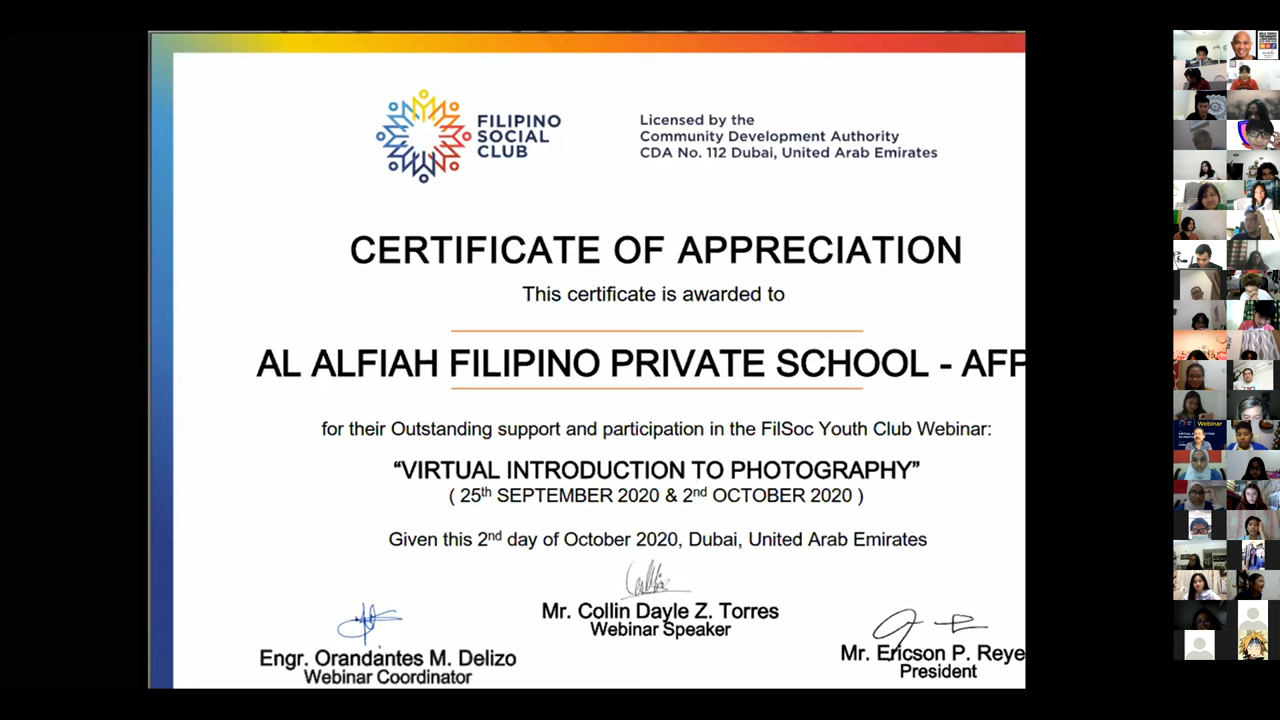 FILIPINO
SOCIAL
CLUB
Licensed by the
Community Development Authority
CDA No. 112 Dubai, United Arab Emirates
CERTIFICATE OF APPRECIATION
This certificate is awarded to
AL ALFIAH FILIPINO PRIVATE SCHOOL - AFP
for their Outstanding support and participation in the FilSoc Youth Club Webinar:
“VIRTUAL INTRODUCTION TO PHOTOGRAPHY”
( 25th SEPTEMBER 2020 & 2nd OCTOBER 2020 )
Given this 2nd day of October 2020, Dubai, United Arab Emirates
Mr. Collin Dayle Z. Torres
Webinar Speaker
Engr. Orandantes M. Delizo
Webinar Coordinator
Mr. Ericson P. Reye
President
Webinar